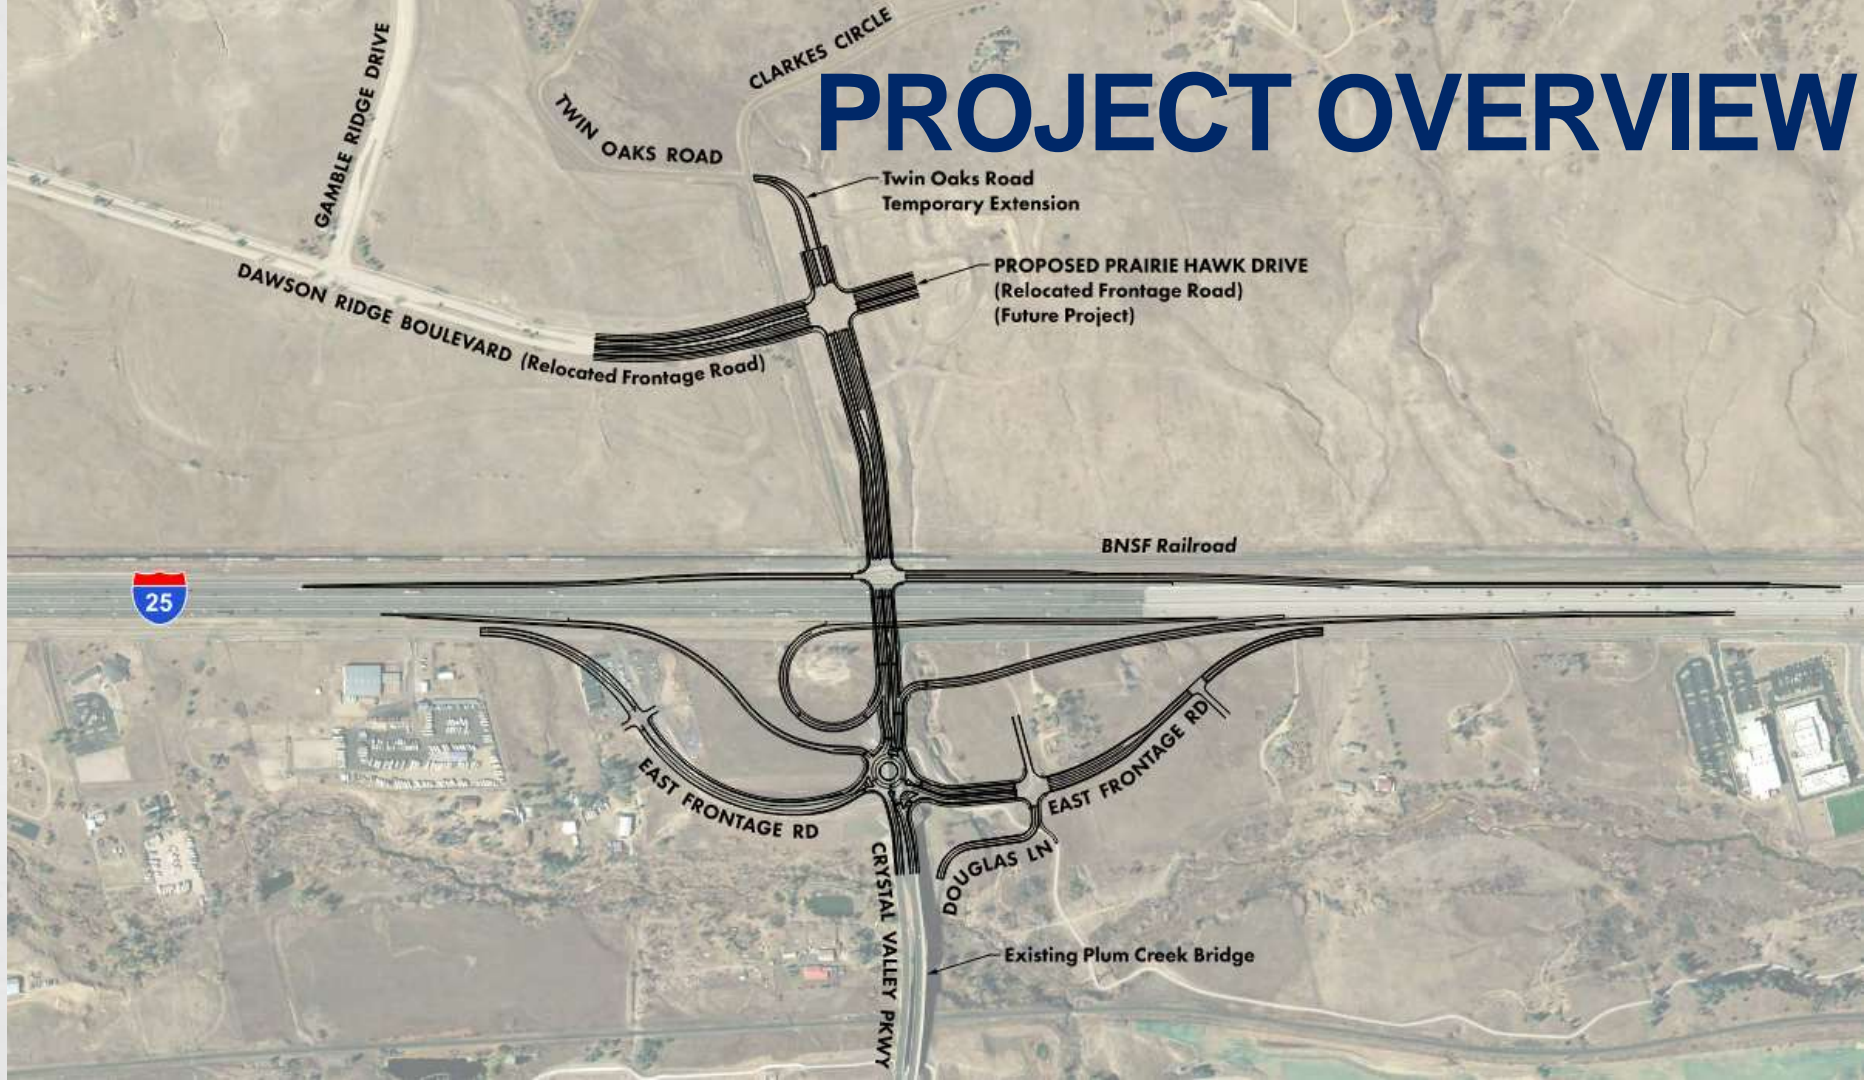 PROJECT OVERVIEW
CLARKES CIRCLE
GAMBLE RIDGE DRIVE
TWIN OAKS ROAD
Twin Oaks Road
Temporary Extension
PROPOSED PRAIRIE HAWK DRIVE
(Relocated Frontage Road)
(Future Project)
DAWSON RIDGE BOULEVARD (Relocated Frontage Road)
BNSF Railroad
25
EAST FRONTAGE RD
EAST FRONTAGE RD
DOUGLAS LN
CRYSTAL VALLEY PKWY
Existing Plum Creek Bridge